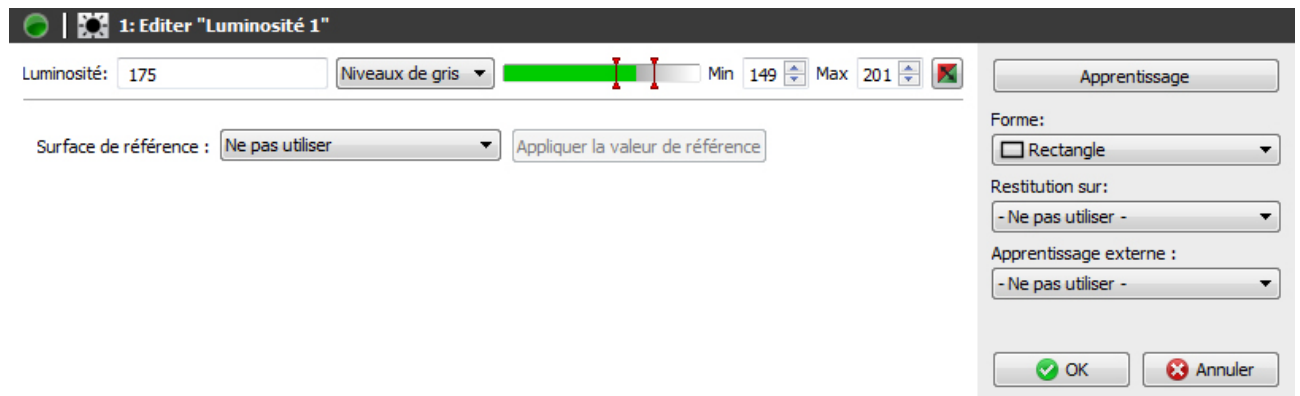 1: Editer "Luminosité 1"
Luminosité: 175 Niveaux de gris Min 149 Max 201
Surface de référence : Ne pas utiliser Appliquer la valeur de référence
Apprentissage
Forme:
Rectangle
Restitution sur:
- Ne pas utiliser -
Apprentissage externe :
- Ne pas utiliser -
OK Annuler